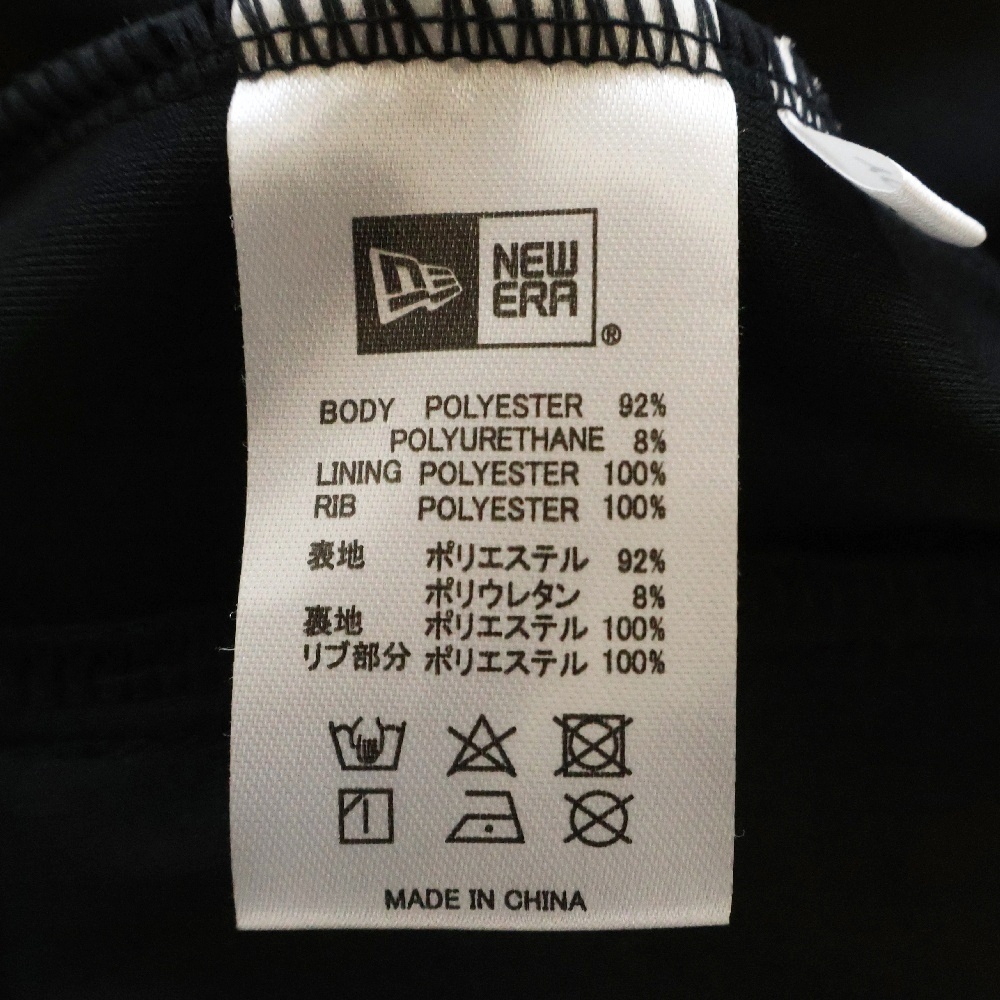 NEW
ERA
®
BODY POLYESTER 92%
POLYURETHANE 8%
LINING POLYESTER 100%
RIB POLYESTER 100%
表地 ポリエステル 92%
ポリウレタン 8%
裏地 ポリエステル 100%
リブ部分 ポリエステル 100%
MADE IN CHINA